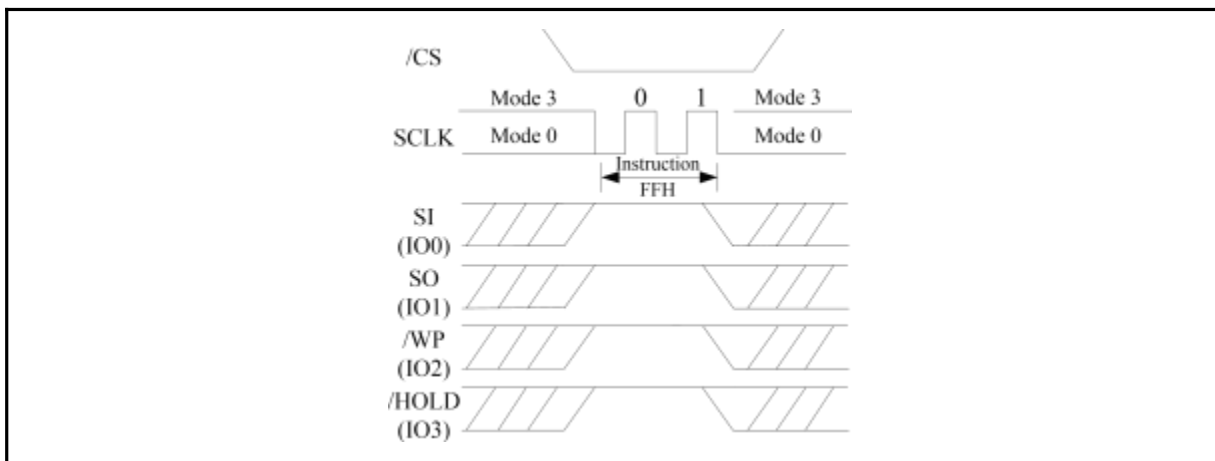 /CS
Mode 3 0 1 Mode 3
SCLK Mode 0 Mode 0
Instruction
FFH
SI
(IO0)
SO
(IO1)
/WP
(IO2)
/HOLD
(IO3)